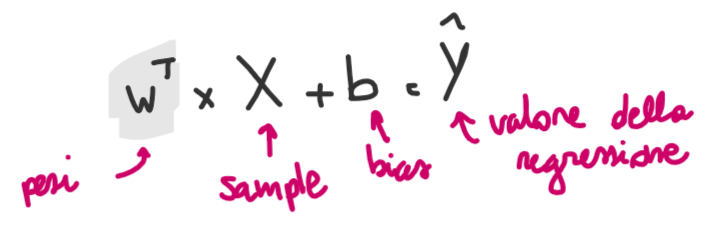 w^T × X + b = ŷ
pesi
sample
bias
valore della
regressione